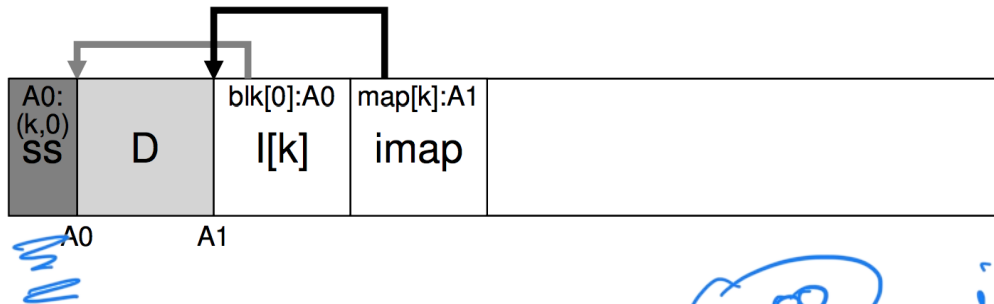 A0:
(k,0)
SS
D
blk[0]:A0
I[k]
map[k]:A1
imap
A0
A1